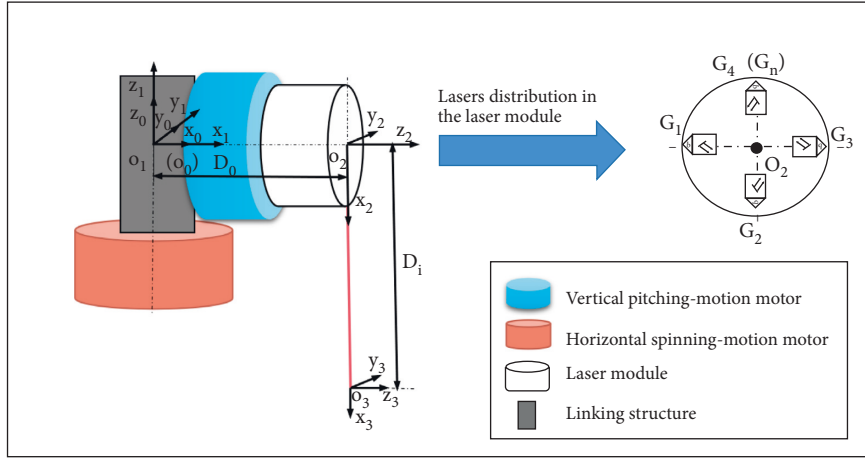 z₁
y₁
z₀
y₀
x₀
x₁
o₁
(o₀)
D₀
y₂
z₂
o₂
x₂
Dᵢ
y₃
o₃
z₃
x₃
Lasers distribution in
the laser module
G₄
(Gₙ)
G₁
G₃
O₂
G₂
Vertical pitching-motion motor
Horizontal spinning-motion motor
Laser module
Linking structure